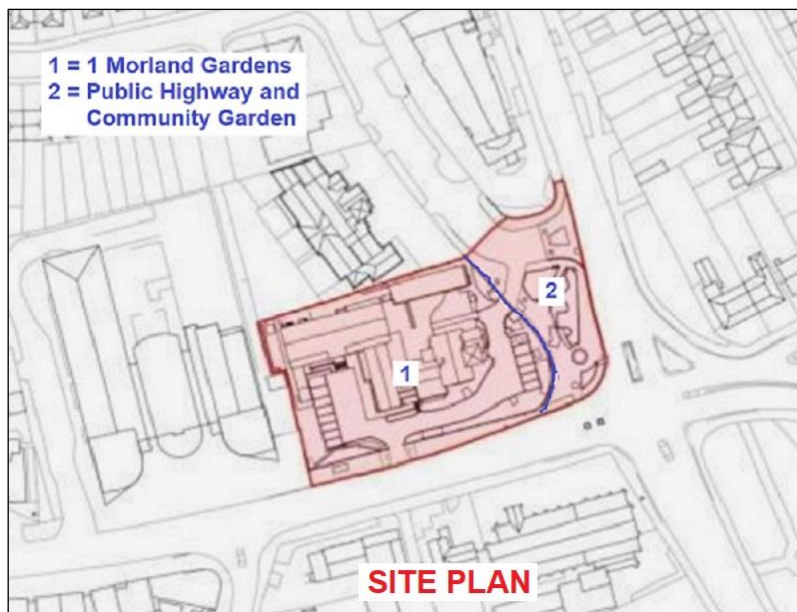 1 = 1 Morland Gardens
2 = Public Highway and
Community Garden
2
1
SITE PLAN